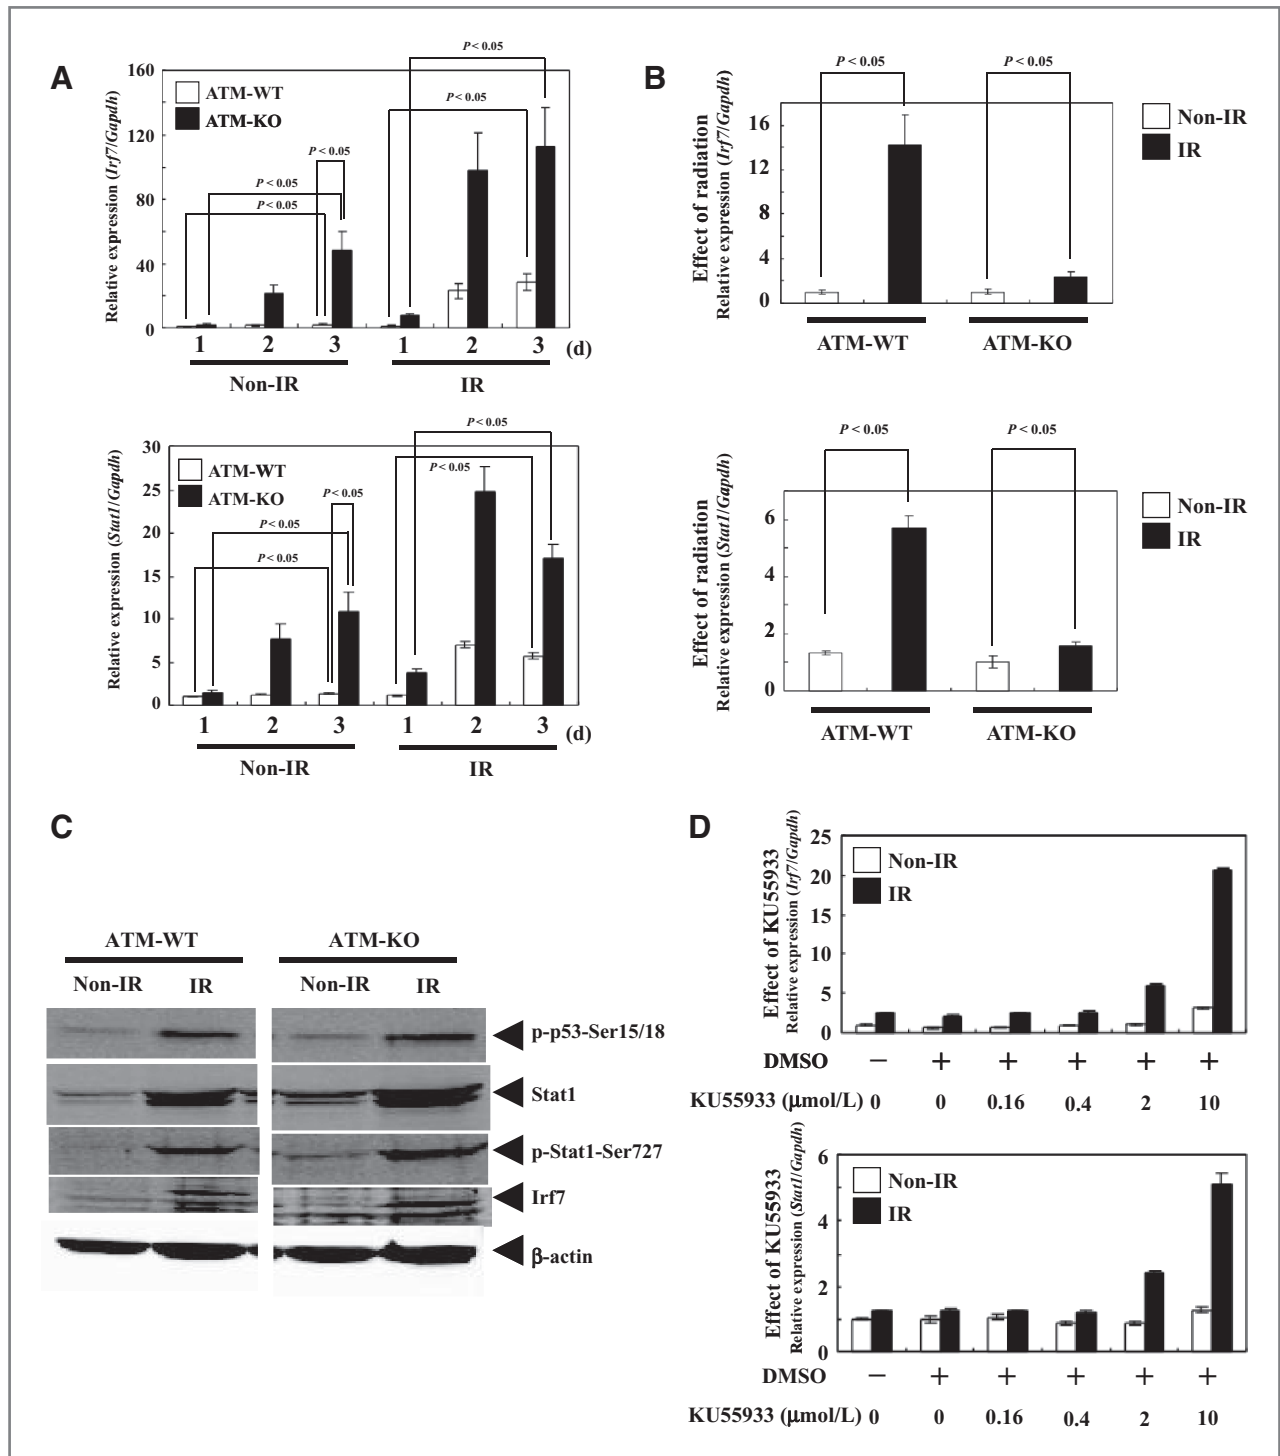 A
P < 0.05
P < 0.05
P < 0.05
P < 0.05
P < 0.05
ATM-WT
ATM-KO
Relative expression (Irf7/Gapdh)
160
120
80
40
0
1 2 3 1 2 3 (d)
Non-IR IR
P < 0.05
P < 0.05
P < 0.05
P < 0.05
P < 0.05
ATM-WT
ATM-KO
Relative expression (Stat1/Gapdh)
30
25
20
15
10
5
0
1 2 3 1 2 3 (d)
Non-IR IR
B
P < 0.05 P < 0.05
Non-IR
IR
Effect of radiation
Relative expression (Irf7/Gapdh)
16
12
8
4
0
ATM-WT ATM-KO
P < 0.05 P < 0.05
Non-IR
IR
Effect of radiation
Relative expression (Stat1/Gapdh)
6
4
2
0
ATM-WT ATM-KO
C
ATM-WT ATM-KO
Non-IR IR Non-IR IR
p-p53-Ser15/18
Stat1
p-Stat1-Ser727
Irf7
β-actin
D
Effect of KU55933
Relative expression (Irf7/Gapdh)
25
20
15
10
5
0
Non-IR
IR
DMSO − + + + + +
KU55933 (μmol/L) 0 0 0.16 0.4 2 10
Effect of KU55933
Relative expression (Stat1/Gapdh)
6
4
2
0
Non-IR
IR
DMSO − + + + + +
KU55933 (μmol/L) 0 0 0.16 0.4 2 10